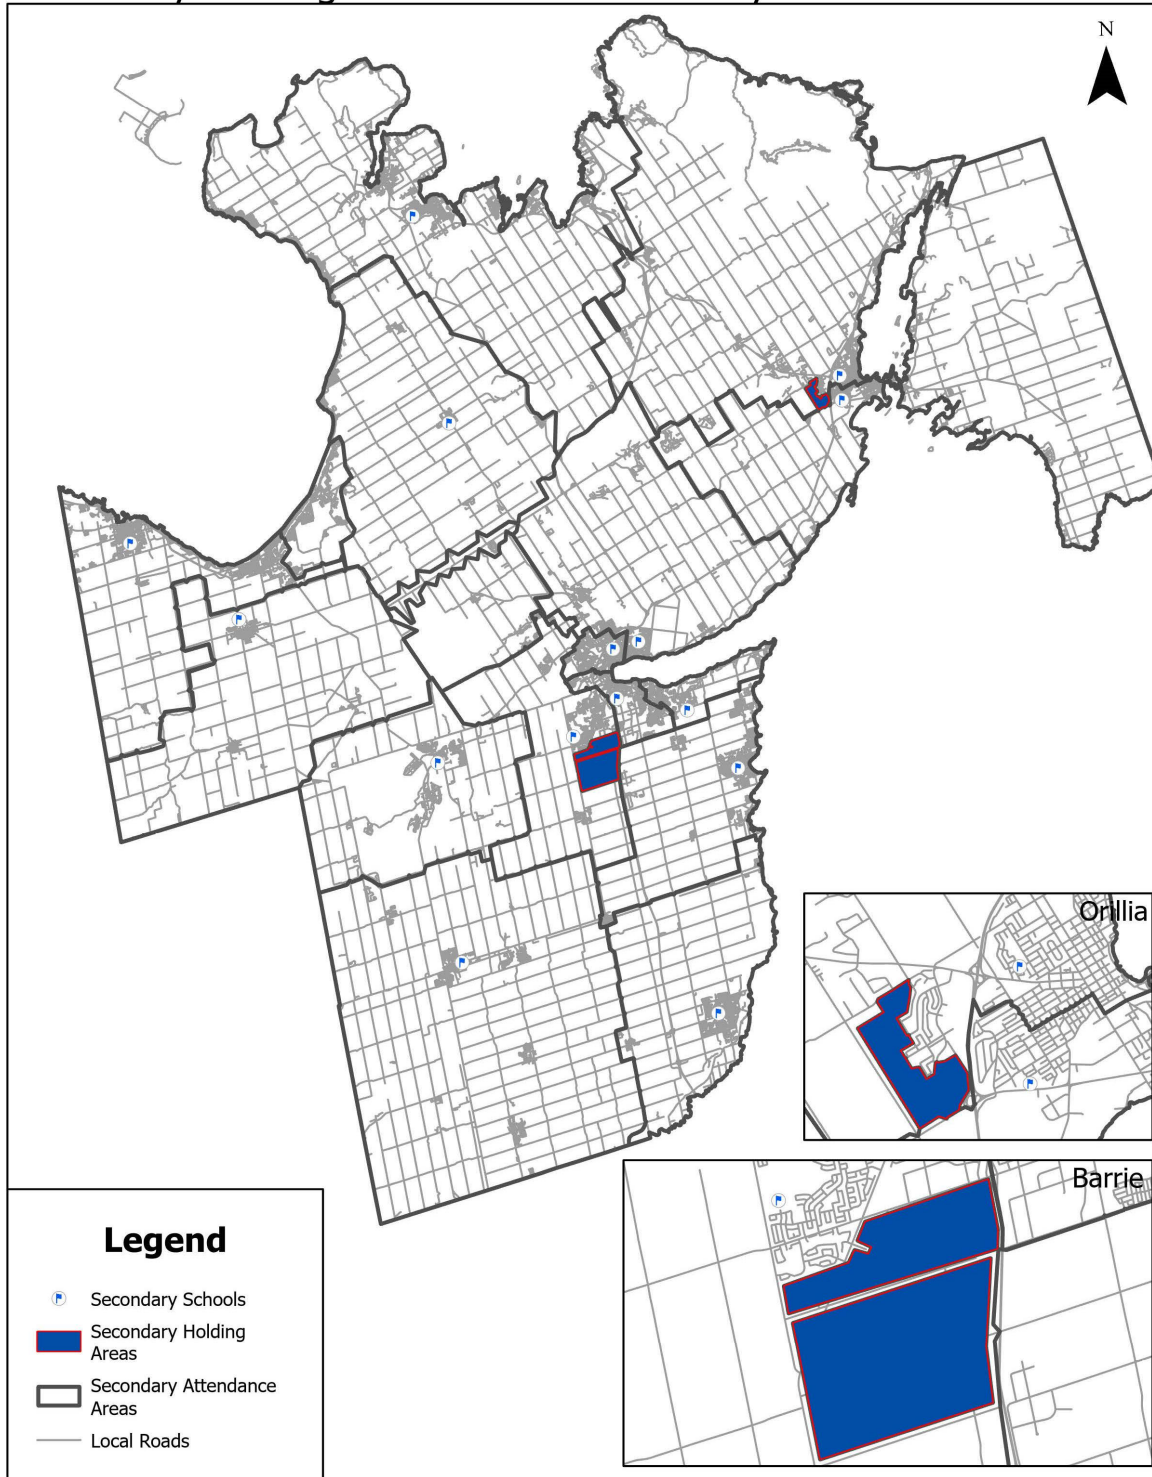 N
Orillia
Barrie
Legend
Secondary Schools
Secondary Holding
Areas
Secondary Attendance
Areas
Local Roads